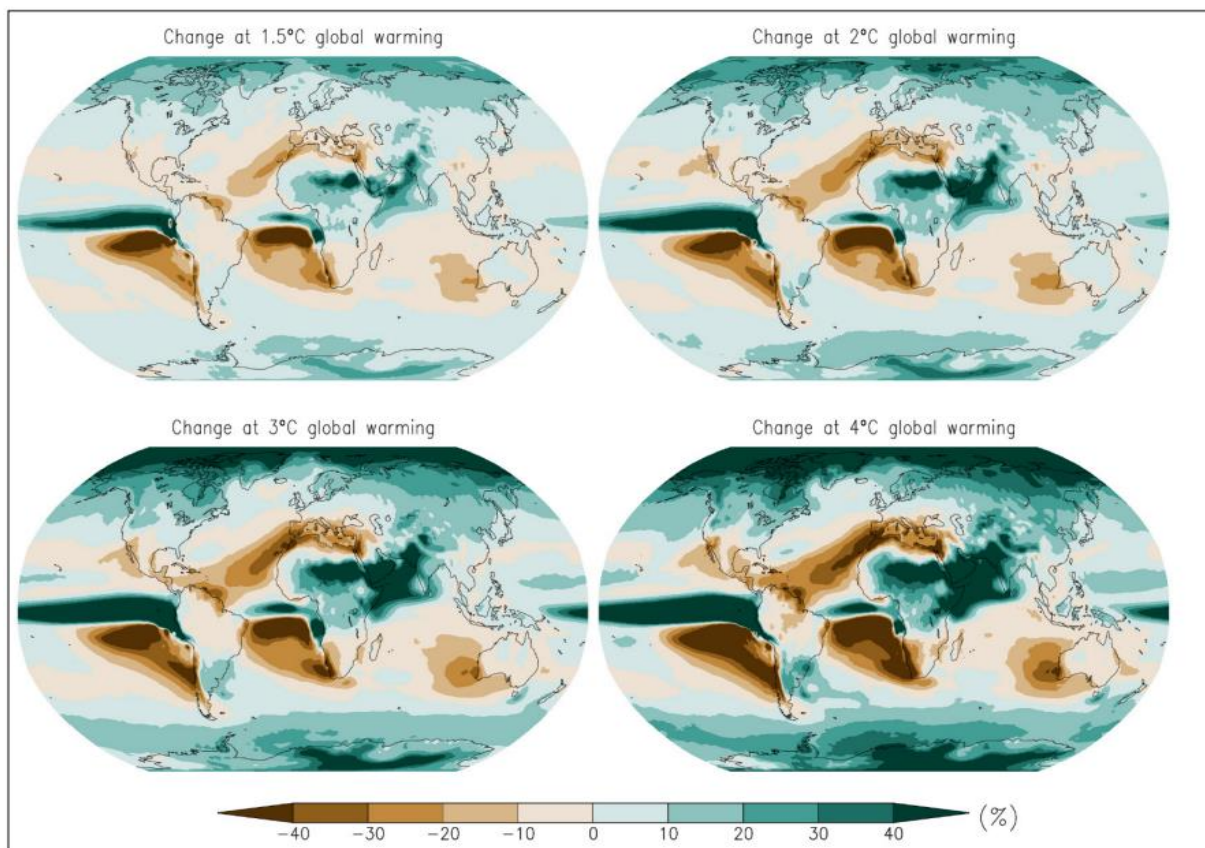 Change at 1.5°C global warming
Change at 2°C global warming
Change at 3°C global warming
Change at 4°C global warming
−40 −30 −20 −10 0 10 20 30 40 (%)